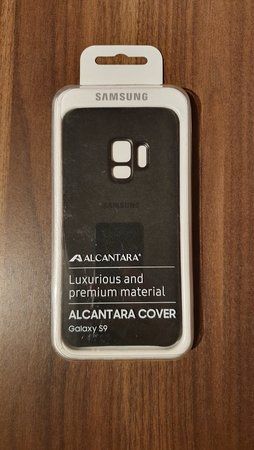 SAMSUNG
SAMSUNG
ALCANTARA®
Luxurious and
premium material
ALCANTARA COVER
Galaxy S9